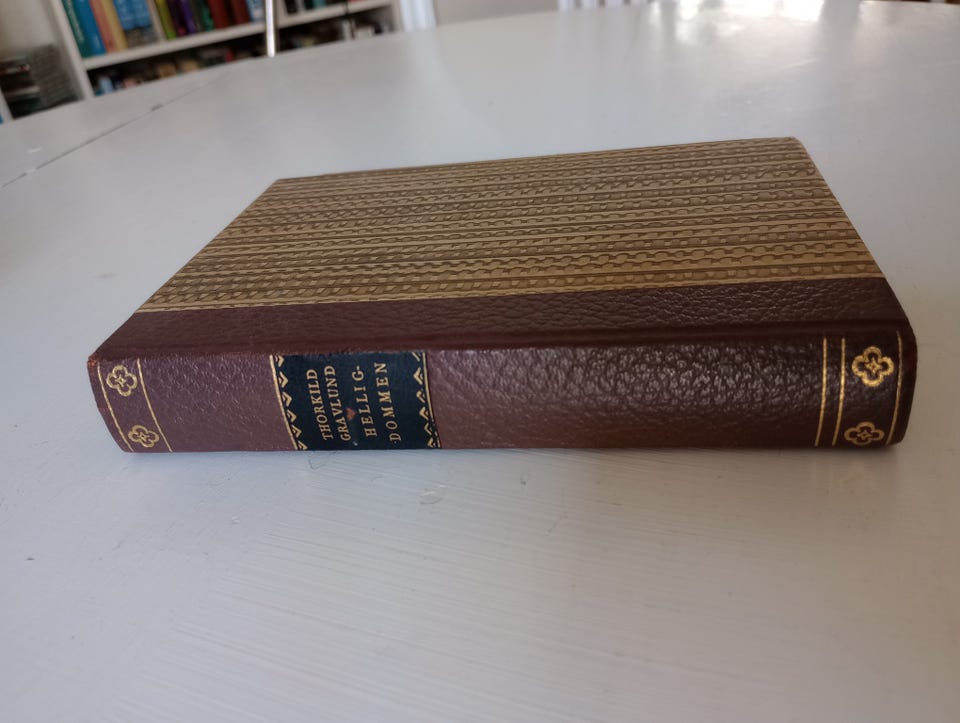 THORKILD
GRAVLUND
HELLIG-
DOMMEN